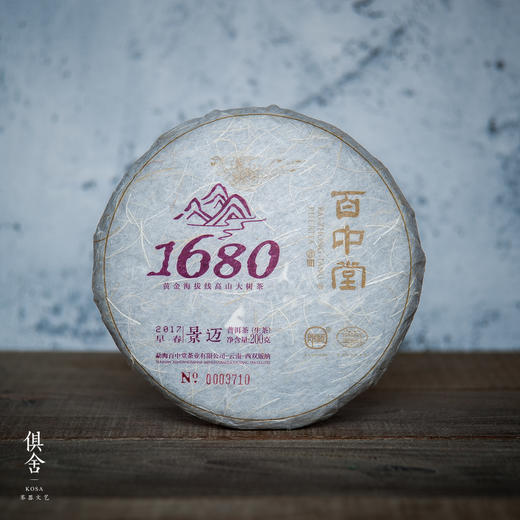 百中堂
1680
黄金海拔线高山大树茶
2017
早春
景迈
普洱茶(生茶)
净含量:200克
勐海百中堂茶业有限公司-云南·西双版纳
Nº 0003710
俱舍
KOSA
茶器文艺